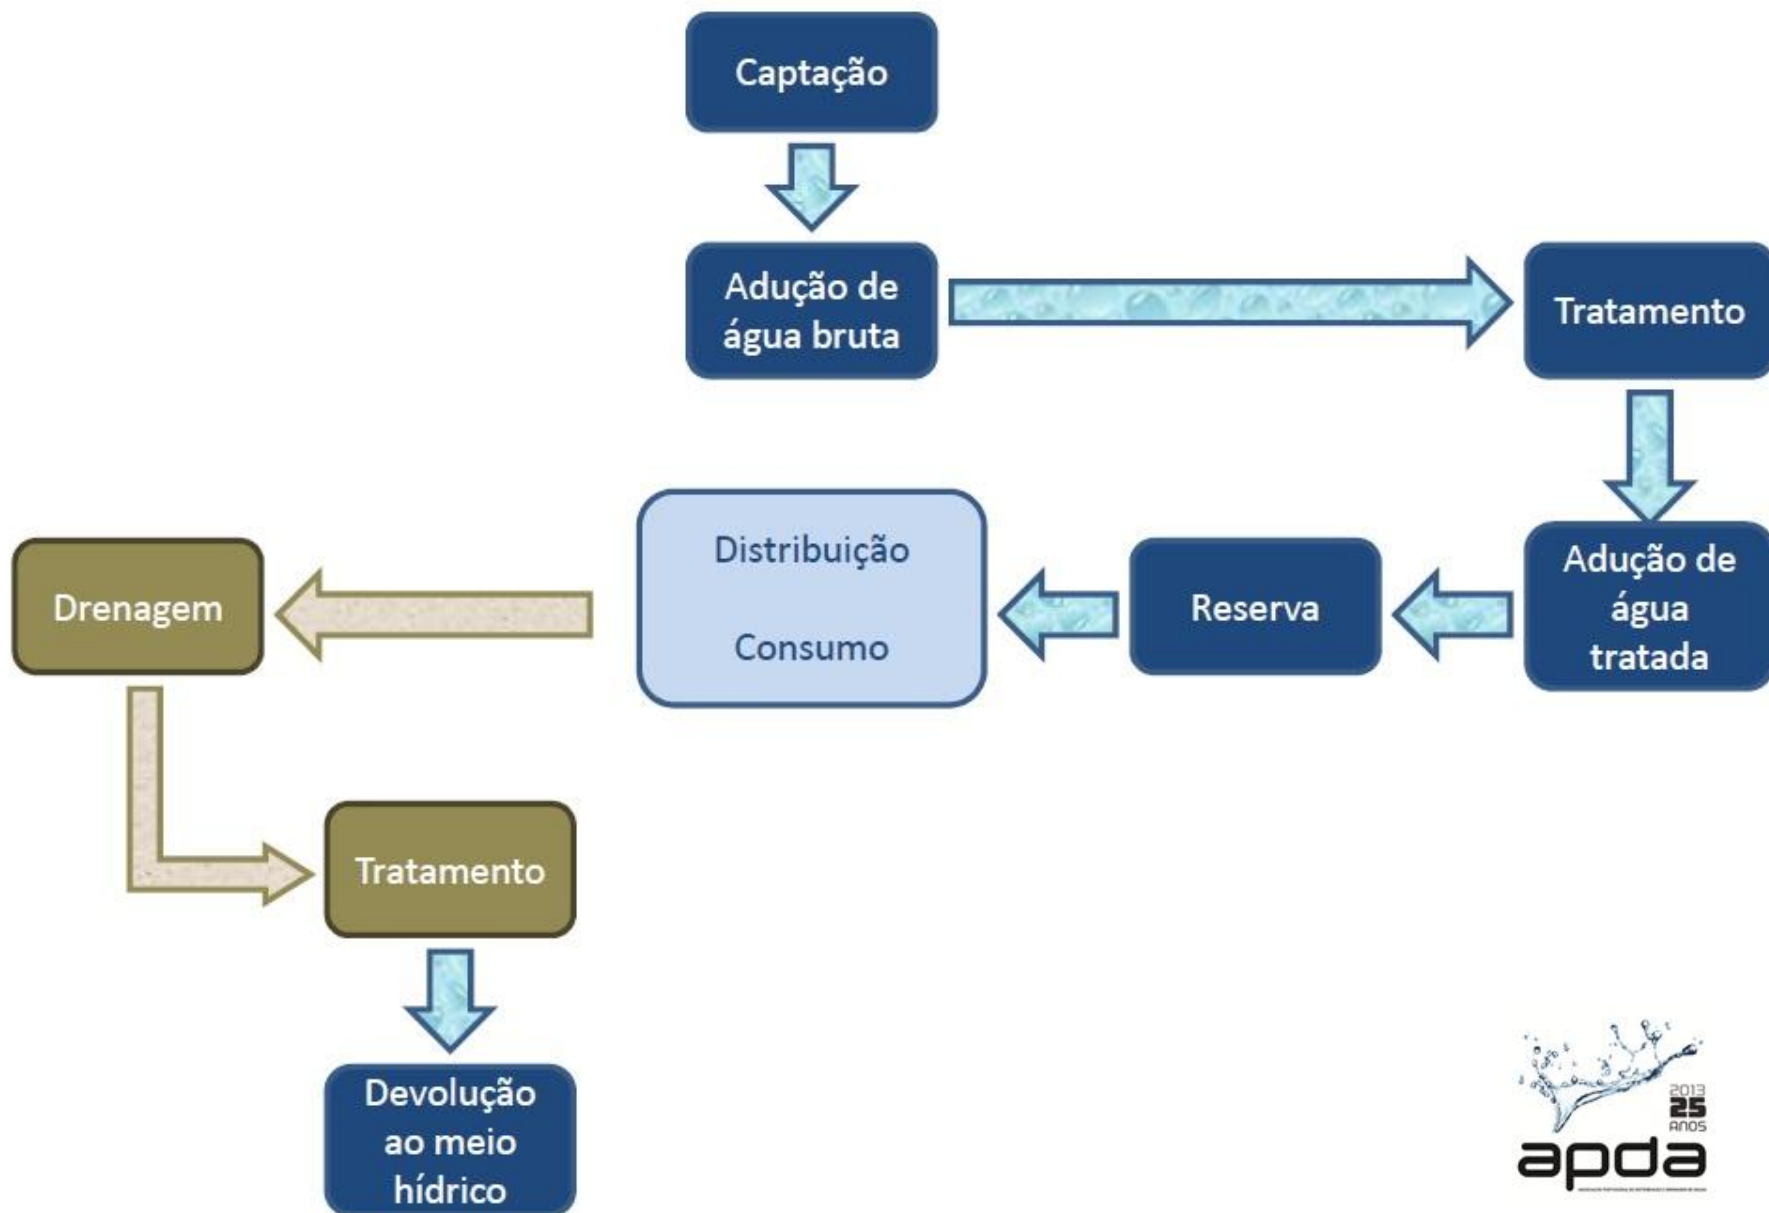 Captação
Adução de
água bruta
Tratamento
Adução de
água
tratada
Reserva
Distribuição
Consumo
Drenagem
Tratamento
Devolução
ao meio
hídrico
2013
25
ANOS
apda